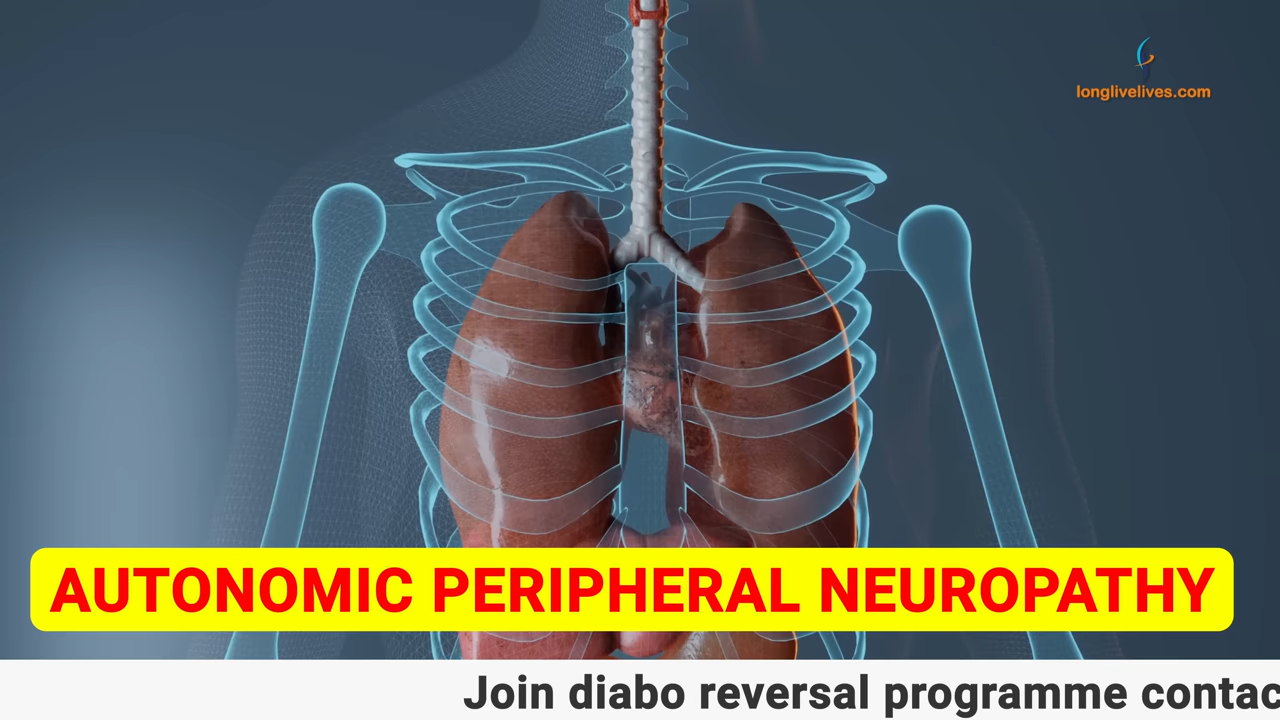 longlivelives.com
AUTONOMIC PERIPHERAL NEUROPATHY
Join diabo reversal programme contac